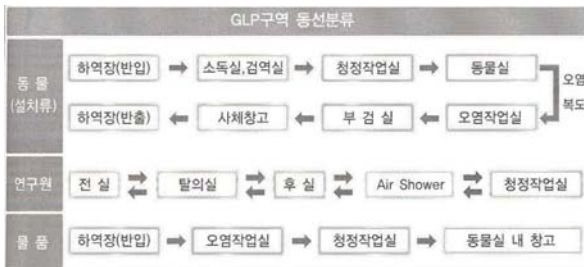 GLP구역 동선분류
동 물
(설치류)
하역장(반입) → 소독실,검역실 → 청정작업실 → 동물실
오염
복도
하역장(반출) ← 사체창고 ← 부 검 실 ← 오염작업실
연구원
전 실 탈의실 후 실 Air Shower 청정작업실
물 품
하역장(반입) → 오염작업실 → 청정작업실 → 동물실 내 창고